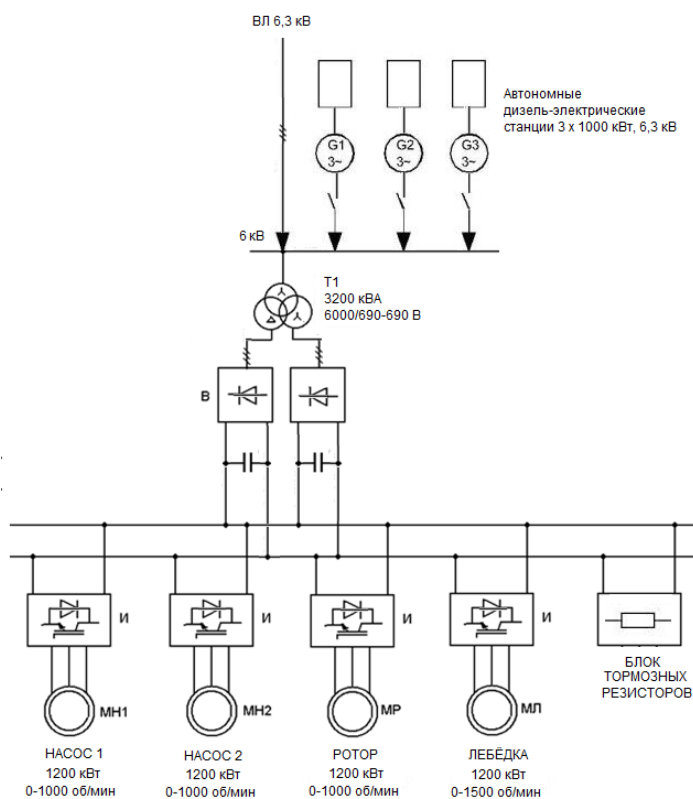 ВЛ 6,3 кВ
Автономные
дизель-электрические
станции 3 x 1000 кВт, 6,3 кВ
G1
3~
G2
3~
G3
3~
6 кВ
Т1
3200 кВА
6000/690-690 В
В
И
И
И
И
МН1
МН2
МР
МЛ
БЛОК
ТОРМОЗНЫХ
РЕЗИСТОРОВ
НАСОС 1
1200 кВт
0-1000 об/мин
НАСОС 2
1200 кВт
0-1000 об/мин
РОТОР
1200 кВт
0-1000 об/мин
ЛЕБЁДКА
1200 кВт
0-1500 об/мин